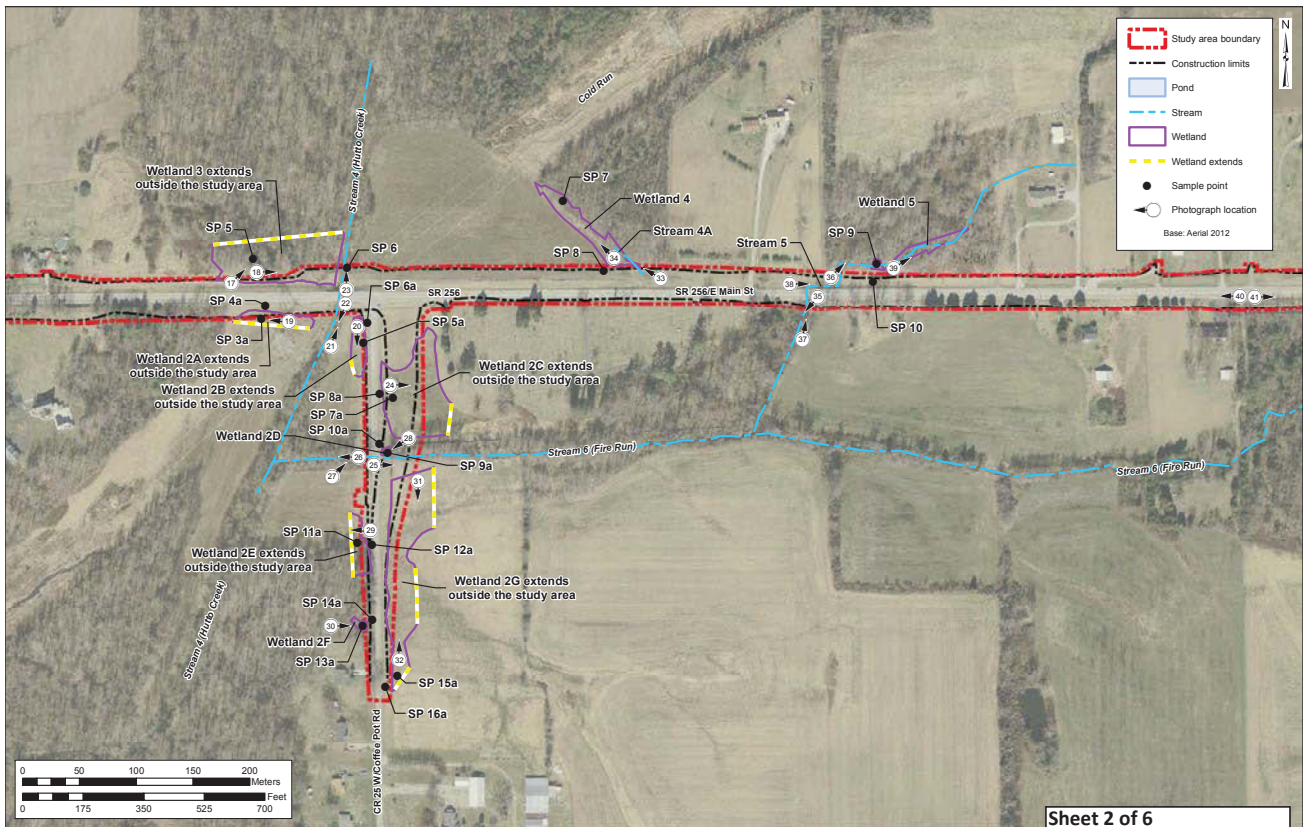 Study area boundary
Construction limits
Pond
Stream
Wetland
Wetland extends
Sample point
Photograph location
Base: Aerial 2012
N
Cold Run
Stream 4 (Hutto Creek)
Wetland 3 extends
outside the study area
SP 5
18
17
SP 6
SP 7
Wetland 4
Stream 4A
34
33
SP 8
Stream 5
36
38
35
37
SP 9
39
Wetland 5
SP 10
SR 256/E Main St
40
41
SR 256
23
22
21
SP 4a
19
SP 3a
Wetland 2A extends
outside the study area
SP 6a
20
SP 5a
Wetland 2B extends
outside the study area
Wetland 2C extends
outside the study area
24
SP 8a
SP 7a
SP 10a
28
Wetland 2D
SP 9a
26
25
27
Stream 6 (Fire Run)
Stream 6 (Fire Run)
31
SP 11a
29
SP 12a
Wetland 2E extends
outside the study area
Wetland 2G extends
outside the study area
SP 14a
30
Wetland 2F
SP 13a
32
SP 15a
SP 16a
Stream 4 (Hutto Creek)
CR 25 W/Coffee Pot Rd
0 50 100 150 200
Meters
Feet
0 175 350 525 700
Sheet 2 of 6